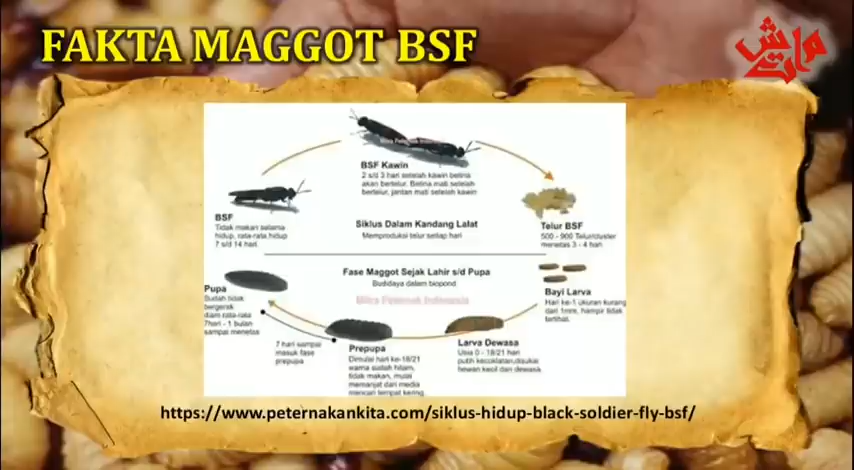 FAKTA MAGGOT BSF
BSF Kawin
2 s/d 3 hari setelah kawin betina
akan bertelur. Betina mati setelah
bertelur, jantan mati setelah kawin
BSF
Tidak makan selama
hidup, rata-rata hidup
7 s/d 14 hari.
Siklus Dalam Kandang Lalat
Memproduksi telur setiap hari
Telur BSF
500 - 900 Telur/cluster
menetas 3 - 4 hari
Fase Maggot Sejak Lahir s/d Pupa
Budidaya dalam biopond
Mitra Peternak Indonesia
Pupa
Sudah tidak
bergerak
diam rata-rata
7hari - 1 bulan
sampai menetas
Bayi Larva
Hari ke-1 ukuran kurang
dari 1mm, hampir tidak
terlihat.
7 hari sampai
masuk fase
prepupa
Prepupa
Dimulai hari ke-18/21
warna sudah hitam,
tidak makan, mulai
memanjat dari media
mencari tempat kering
Larva Dewasa
Usia 0 - 18/21 hari
putih kecoklatan,disukai
hewan kecil dan dewasa
https://www.peternakankita.com/siklus-hidup-black-soldier-fly-bsf/